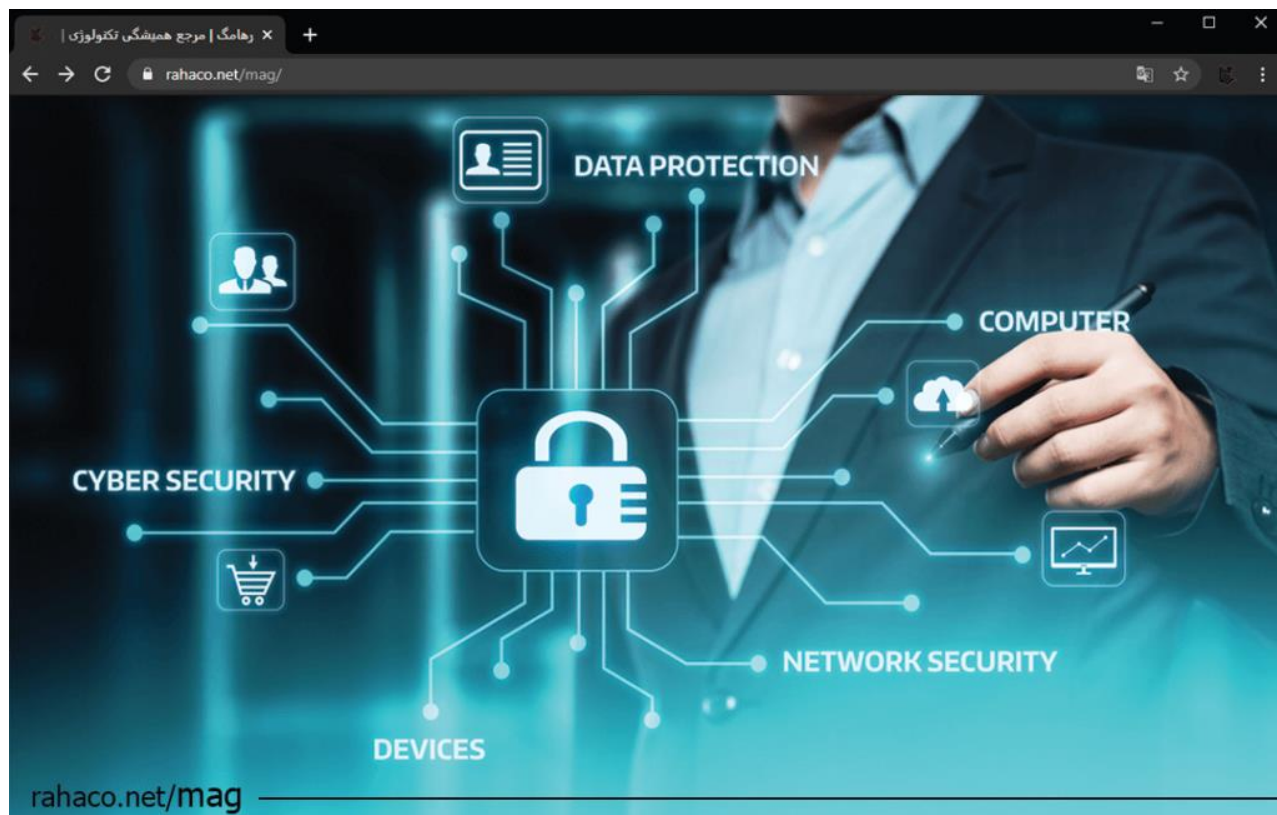 رهامگ | مرجع همیشگی تکنولوژی |
rahaco.net/mag/
DATA PROTECTION
COMPUTER
CYBER SECURITY
NETWORK SECURITY
DEVICES
rahaco.net/mag